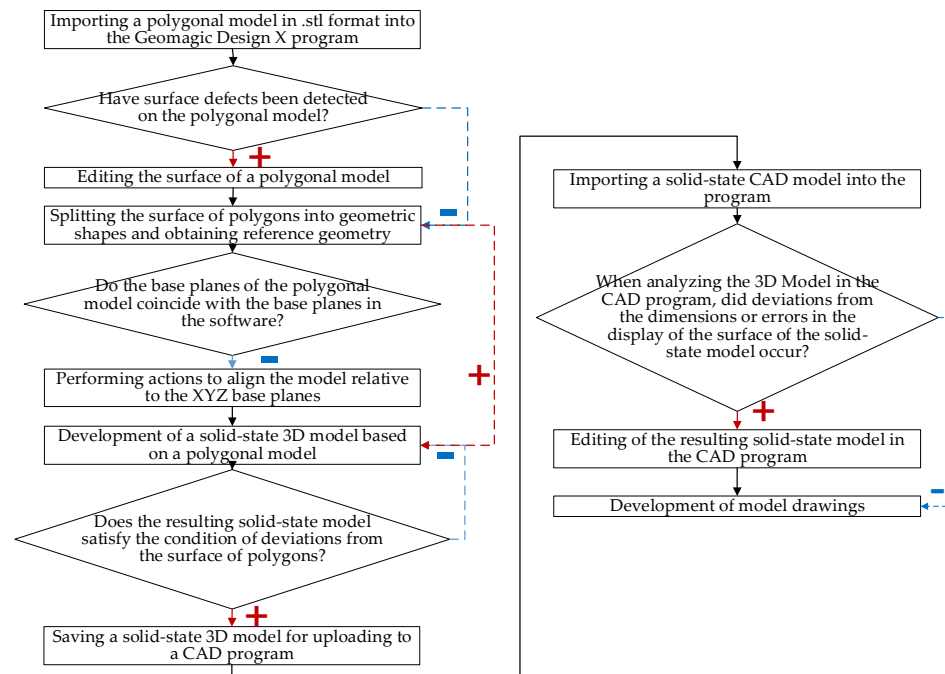 Importing a polygonal model in .stl format into
the Geomagic Design X program
Have surface defects been detected
on the polygonal model?
+
Editing the surface of a polygonal model
Splitting the surface of polygons into geometric
shapes and obtaining reference geometry
−
Do the base planes of the polygonal
model coincide with the base planes in
the software?
−
+
Performing actions to align the model relative
to the XYZ base planes
Development of a solid-state 3D model based
on a polygonal model
−
Does the resulting solid-state model
satisfy the condition of deviations from
the surface of polygons?
+
Saving a solid-state 3D model for uploading to
a CAD program
Importing a solid-state CAD model into the
program
When analyzing the 3D Model in the
CAD program, did deviations from
the dimensions or errors in the
display of the surface of the solid-
state model occur?
+
Editing of the resulting solid-state model in
the CAD program
−
Development of model drawings